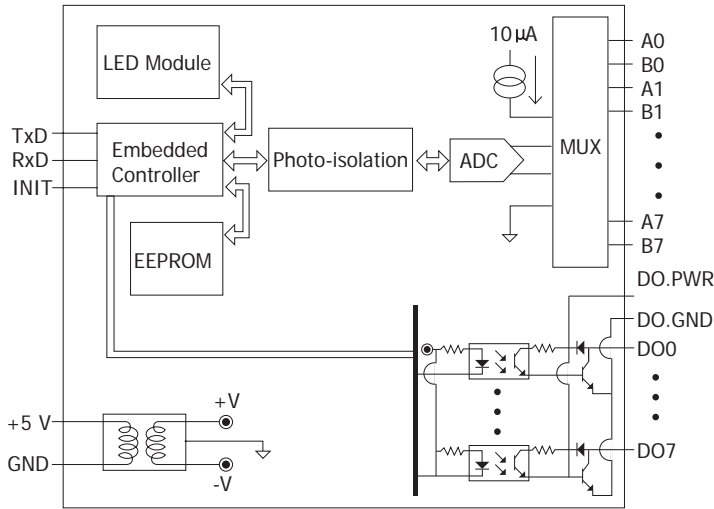 10 µA
LED Module
A0
B0
A1
B1
TxD
RxD
INIT
Embedded
Controller
Photo-isolation
ADC
MUX
EEPROM
A7
B7
DO.PWR
DO.GND
DO0
DO7
+5 V
GND
+V
-V